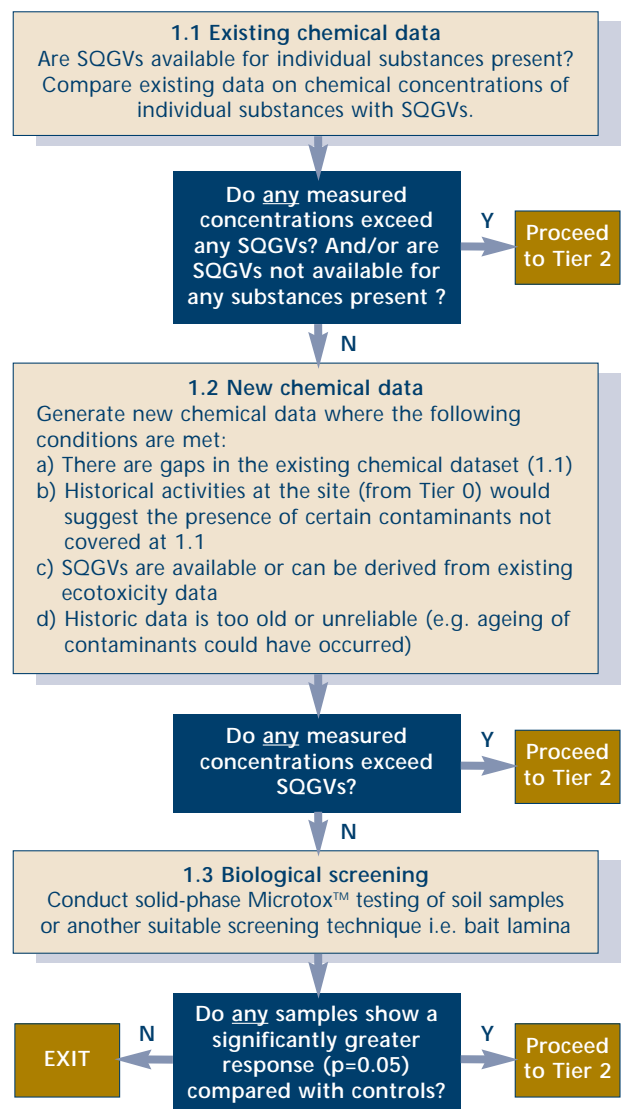 1.1 Existing chemical data
Are SQGVs available for individual substances present?
Compare existing data on chemical concentrations of
individual substances with SQGVs.
Do any measured
concentrations exceed
any SQGVs? And/or are
SQGVs not available for
any substances present ?
Y
Proceed
to Tier 2
N
1.2 New chemical data
Generate new chemical data where the following
conditions are met:
a) There are gaps in the existing chemical dataset (1.1)
b) Historical activities at the site (from Tier 0) would
suggest the presence of certain contaminants not
covered at 1.1
c) SQGVs are available or can be derived from existing
ecotoxicity data
d) Historic data is too old or unreliable (e.g. ageing of
contaminants could have occurred)
Do any measured
concentrations exceed
SQGVs?
Y
Proceed
to Tier 2
N
1.3 Biological screening
Conduct solid-phase Microtox™ testing of soil samples
or another suitable screening technique i.e. bait lamina
Do any samples show a
significantly greater
response (p=0.05)
compared with controls?
N
EXIT
Y
Proceed
to Tier 2